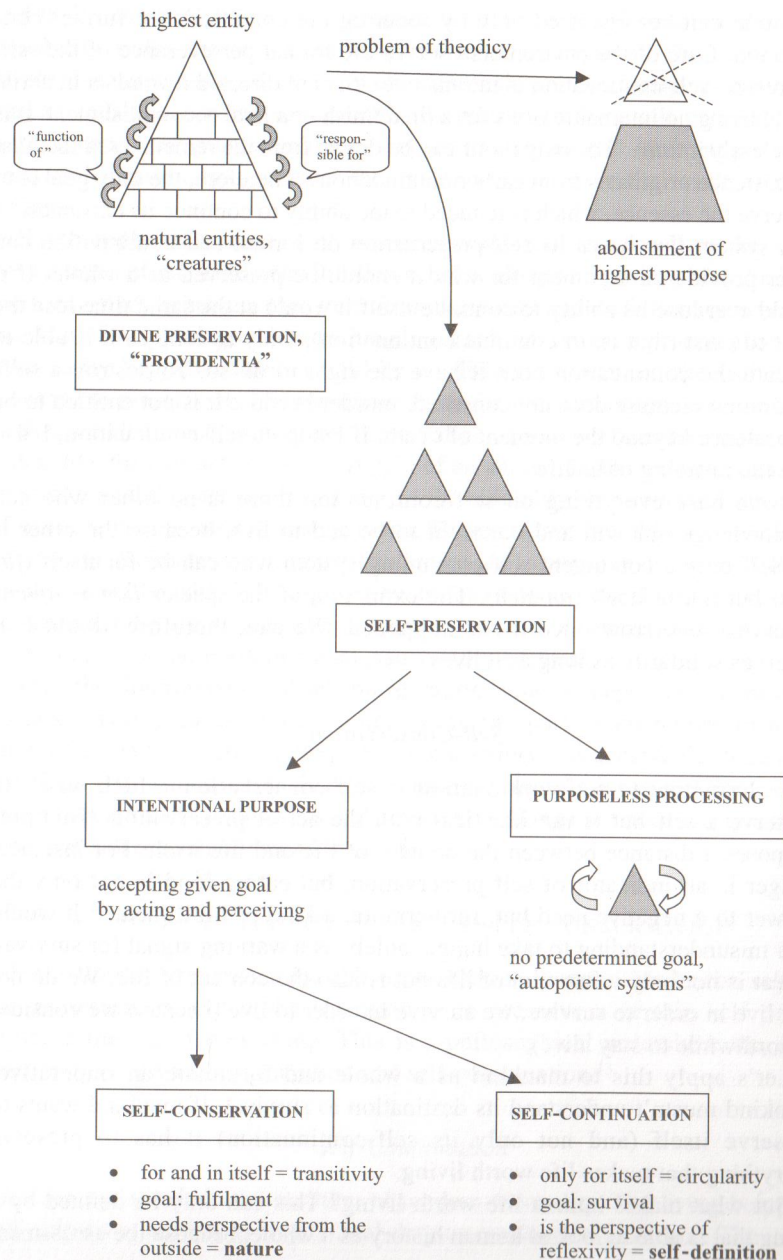 highest entity
problem of theodicy
“function
of”
“respon-
sible for”
natural entities,
“creatures”
abolishment of
highest purpose
DIVINE PRESERVATION,
“PROVIDENTIA”
SELF-PRESERVATION
INTENTIONAL PURPOSE
PURPOSELESS PROCESSING
accepting given goal
by acting and perceiving
no predetermined goal,
“autopoietic systems”
SELF-CONSERVATION
SELF-CONTINUATION
• for and in itself = transitivity
• goal: fulfilment
• needs perspective from the
outside = nature
• only for itself = circularity
• goal: survival
• is the perspective of
reflexivity = self-definition